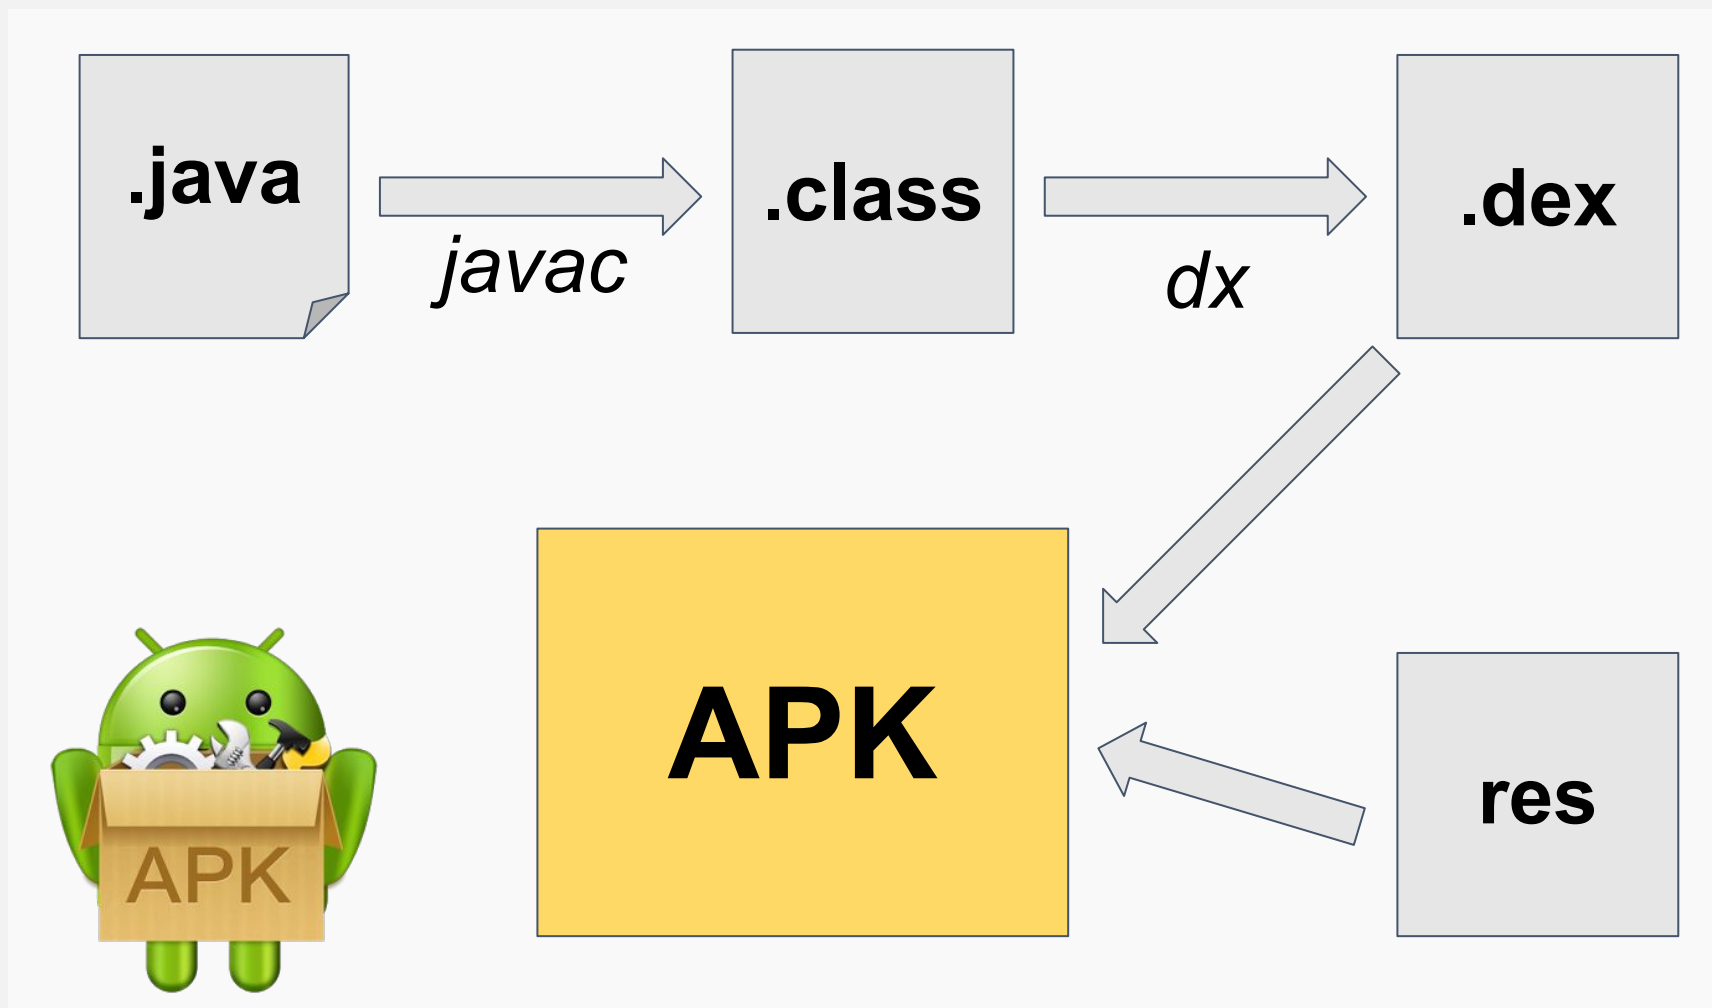 .java
javac
.class
dx
.dex
APK
res
APK